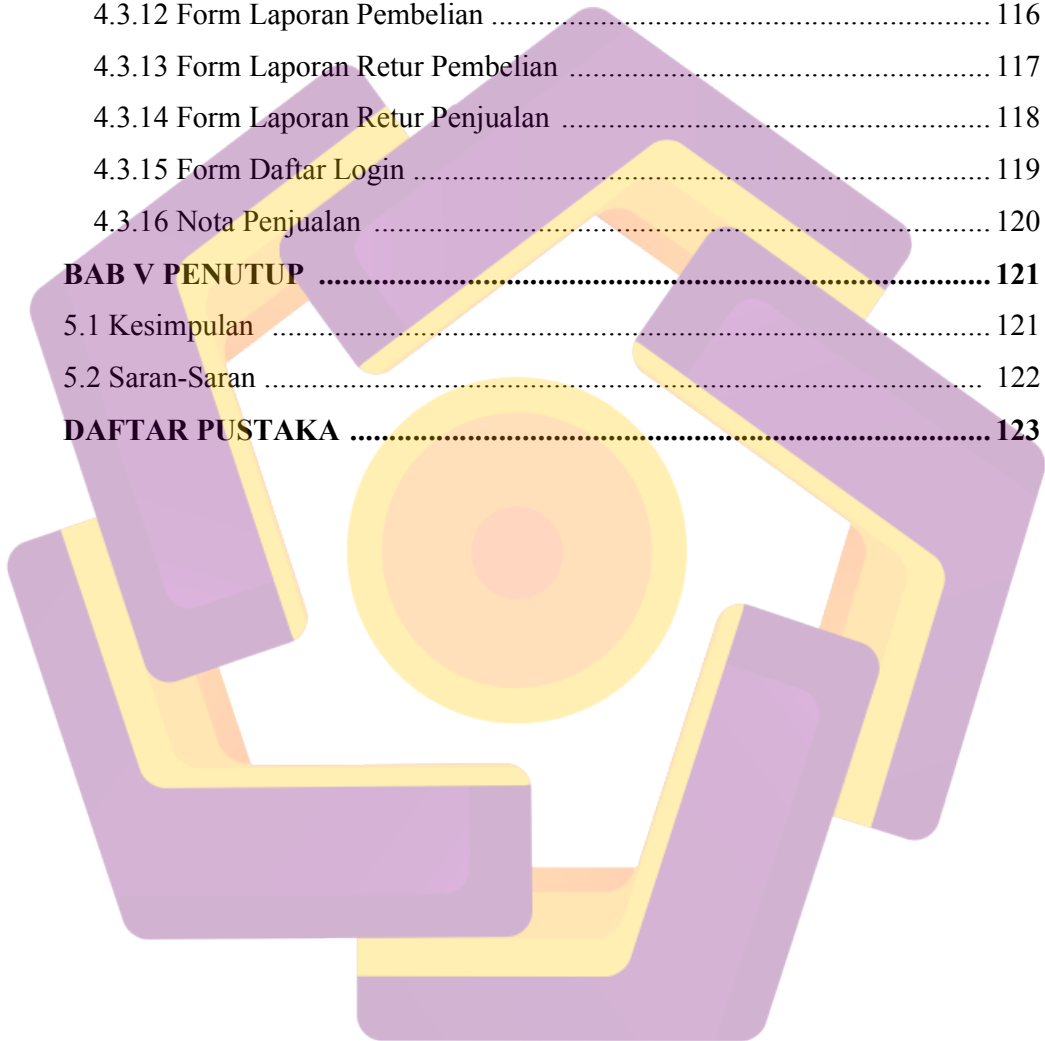 4.3.12 Form Laporan Pembelian ........................................................................ 116
4.3.13 Form Laporan Retur Pembelian ............................................................. 117
4.3.14 Form Laporan Retur Penjualan .............................................................. 118
4.3.15 Form Daftar Login ................................................................................... 119
4.3.16 Nota Penjualan ......................................................................................... 120
BAB V PENUTUP ................................................................................................ 121
5.1 Kesimpulan ....................................................................................................... 121
5.2 Saran-Saran ....................................................................................................... 122
DAFTAR PUSTAKA ............................................................................................ 123